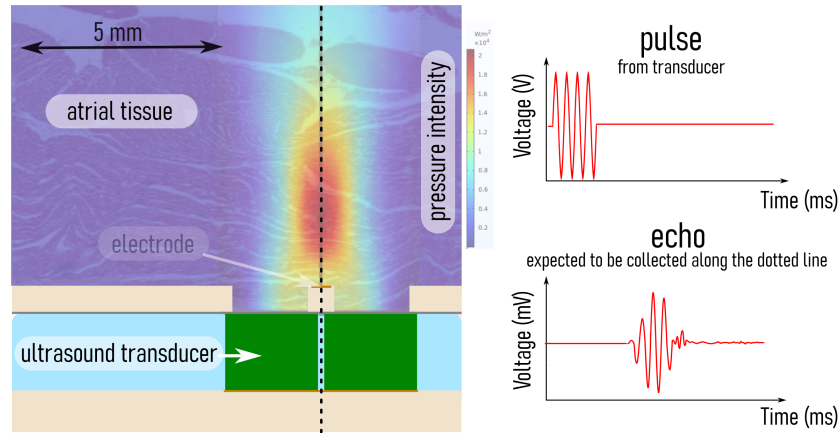 5 mm
atrial tissue
electrode
ultrasound transducer
pressure intensity
W/m²
×10⁴
2
1.8
1.6
1.4
1.2
1
0.8
0.6
0.4
0.2
pulse
from transducer
Voltage (V)
Time (ms)
echo
expected to be collected along the dotted line
Voltage (mV)
Time (ms)